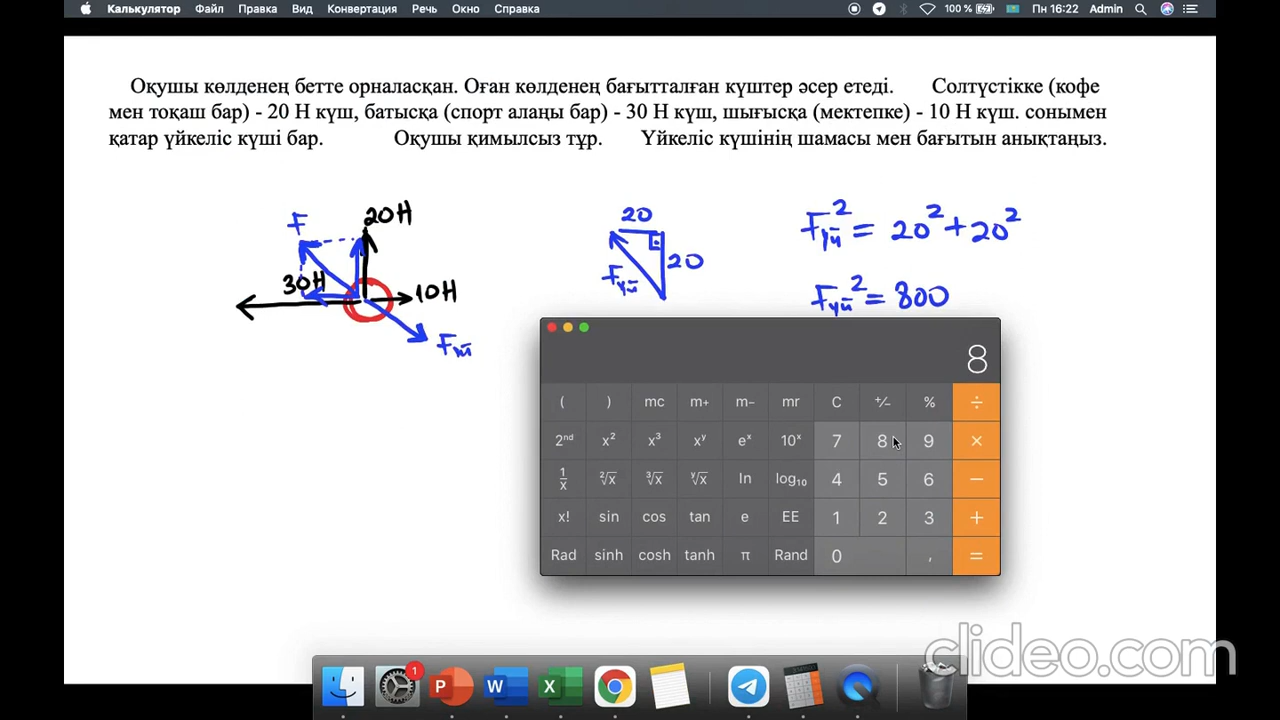 Калькулятор Файл Правка Вид Конвертация Речь Окно Справка 100 % Пн 16:22 Admin
Оқушы көлденең бетте орналасқан. Оған көлденең бағытталған күштер әсер етеді. Солтүстікке (кофе
мен тоқаш бар) - 20 Н күш, батысқа (спорт алаңы бар) - 30 Н күш, шығысқа (мектепке) - 10 Н күш. сонымен
қатар үйкеліс күші бар. Оқушы қимылсыз тұр. Үйкеліс күшінің шамасы мен бағытын анықтаңыз.
F
20Н
30Н
10Н
Fүй
20
20
Fүй
Fүй² = 20² + 20²
Fүй² = 800
8
( ) mc m+ m- mr C +/- % ÷
2nd x² x³ xʸ eˣ 10ˣ 7 8 9 ×
1/x ²√x ³√x ʸ√x ln log₁₀ 4 5 6 −
x! sin cos tan e EE 1 2 3 +
Rad sinh cosh tanh π Rand 0 , =
clideo.com
1
P W X